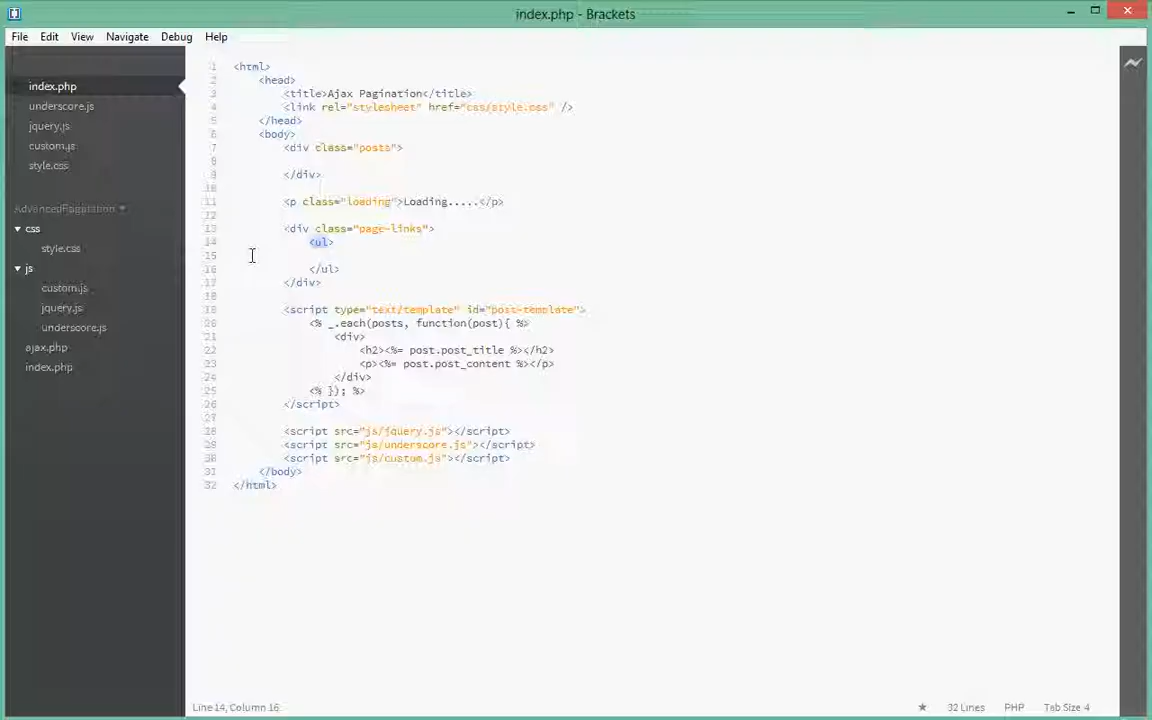 index.php - Brackets
File Edit View Navigate Debug Help
index.php
underscore.js
jquery.js
custom.js
style.css
AdvancedPagination
css
style.css
js
custom.js
jquery.js
underscore.js
ajax.php
index.php
1 <html>
2 <head>
3 <title>Ajax Pagination</title>
4 <link rel="stylesheet" href="css/style.css" />
5 </head>
6 <body>
7 <div class="posts">
8
9 </div>
10
11 <p class="loading">Loading.....</p>
12
13 <div class="page-links">
14 <ul>
15
16 </ul>
17 </div>
18
19 <script type="text/template" id="post-template">
20 <% _.each(posts, function(post){ %>
21 <div>
22 <h2><%= post.post_title %></h2>
23 <p><%= post.post_content %></p>
24 </div>
25 <% }); %>
26 </script>
27
28 <script src="js/jquery.js"></script>
29 <script src="js/underscore.js"></script>
30 <script src="js/custom.js"></script>
31 </body>
32 </html>
Line 14, Column 16
32 Lines PHP Tab Size 4